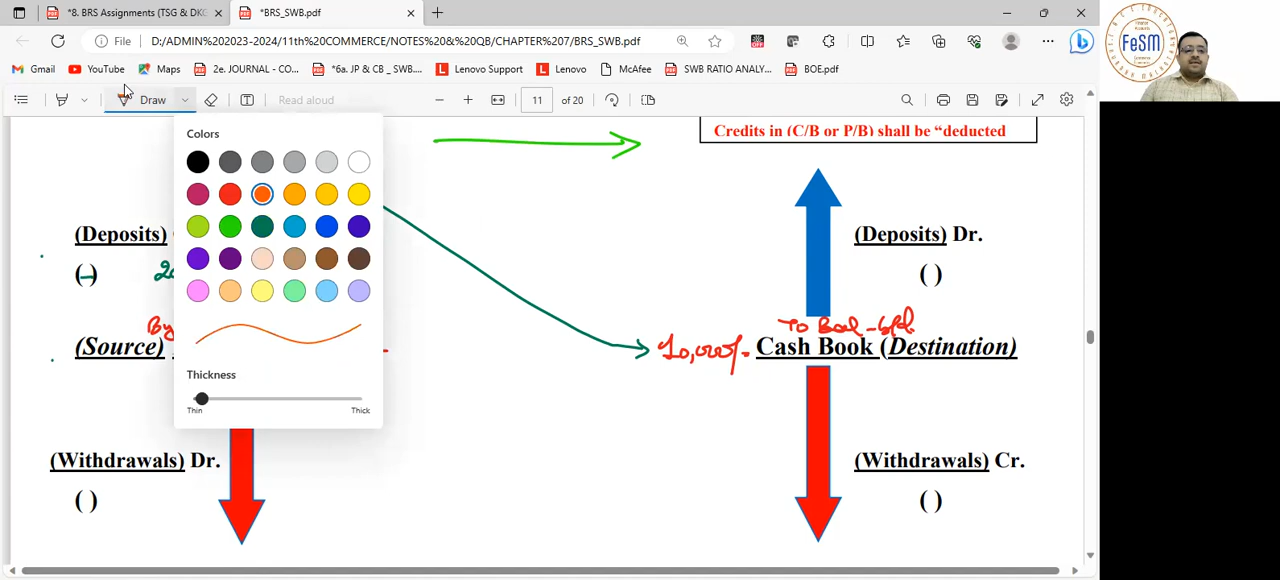 *8. BRS Assignments (TSG & DKG
*BRS_SWB.pdf
File
D:/ADMIN%202023-2024/11th%20COMMERCE/NOTES%20
IQB/CHAPTER%207/BRS_SWB.pdf
Gmail YouTube Maps 2e. JOURNAL - CO... *6a. JP & CB _ SWB.... Lenovo Support Lenovo McAfee SWB RATIO ANALY... BOE.pdf
Draw Read aloud 11 of 20
Colors
Thickness
Thin Thick
Credits in (C/B or P/B) shall be "deducted
(Deposits)
(Deposits) Dr.
(-) 20
( )
By
To Bal-b/d.
(Source)
10,000/-
Cash Book (Destination)
(Withdrawals) Dr.
(Withdrawals) Cr.
( )
( )
FeSM